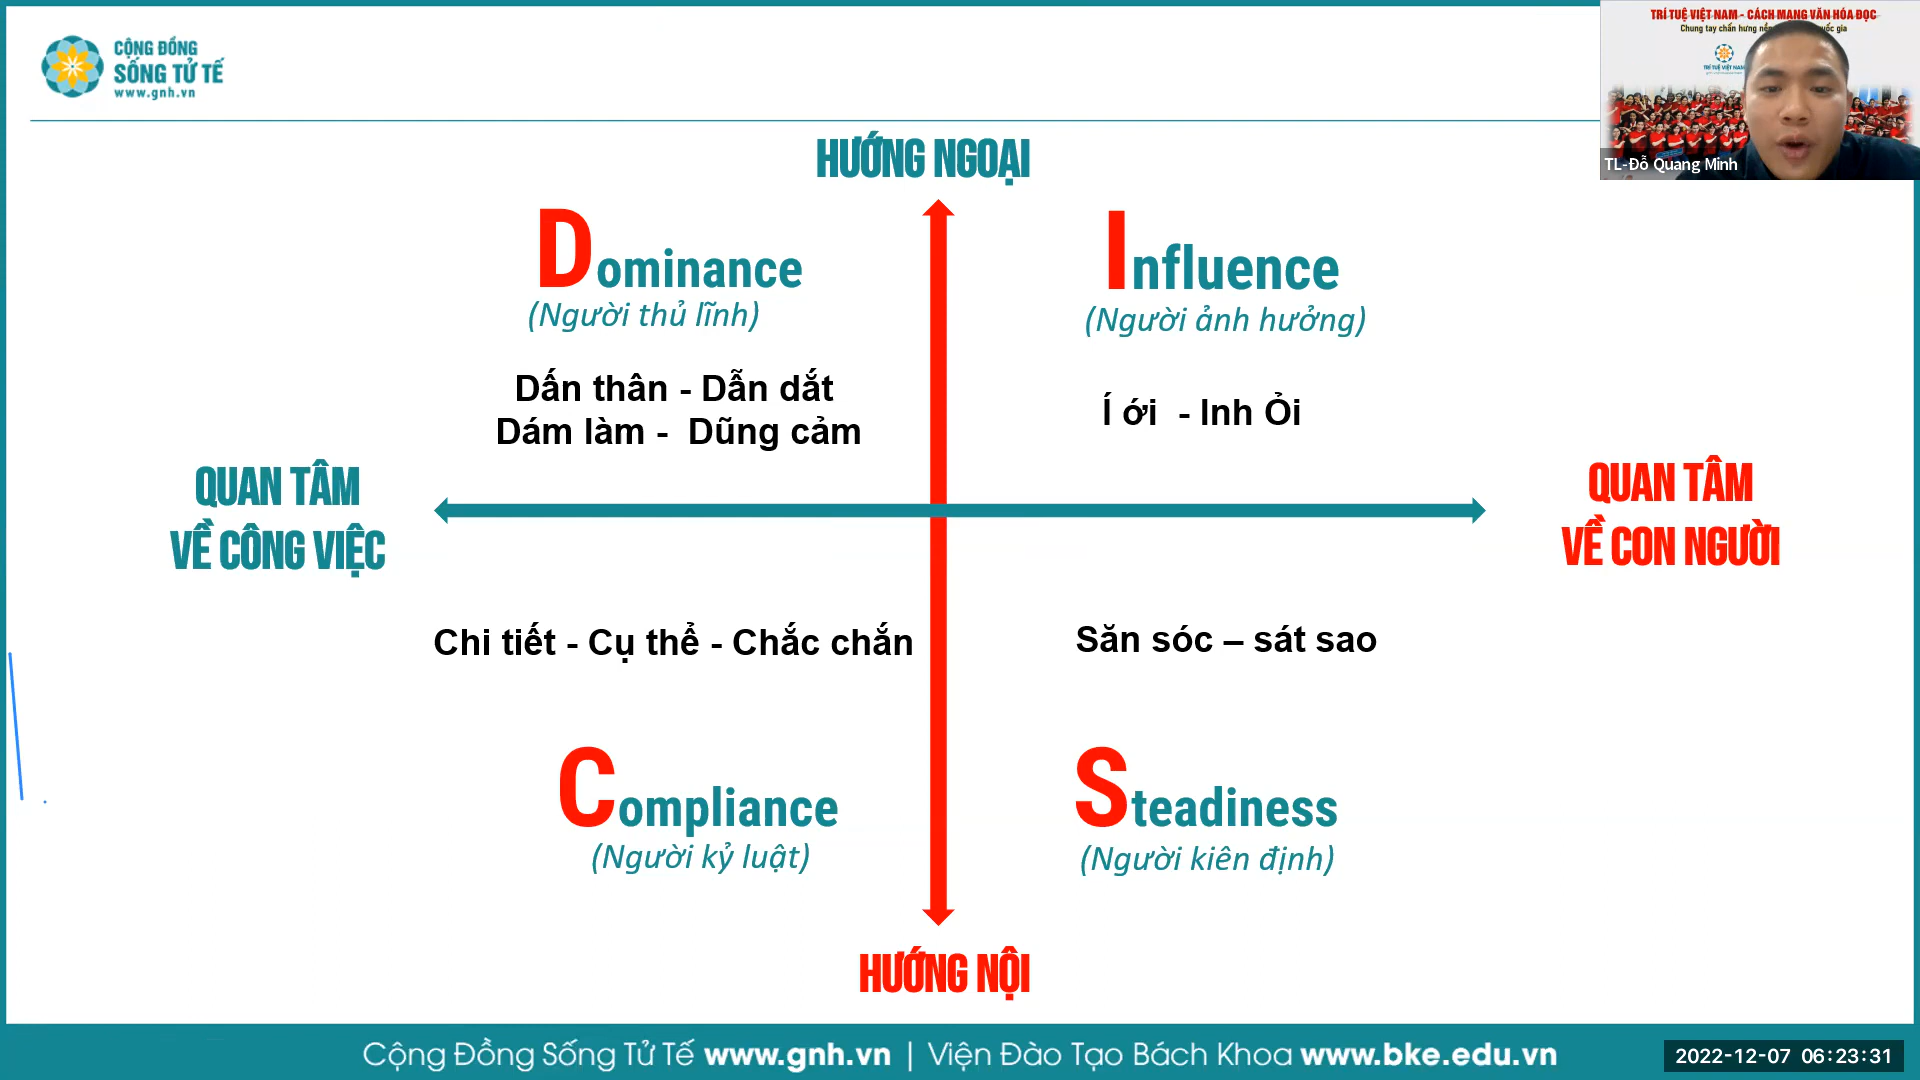 CỘNG ĐỒNG
SỐNG TỬ TẾ
www.gnh.vn
TRÍ TUỆ VIỆT NAM - CÁCH MẠNG VĂN HÓA ĐỌC
Chung tay chấn hưng nền quốc gia
TRÍ TUỆ VIỆT NAM
TL-Đỗ Quang Minh
HƯỚNG NGOẠI
Dominance
(Người thủ lĩnh)
Influence
(Người ảnh hưởng)
Dấn thân - Dẫn dắt
Dám làm - Dũng cảm
Í ới - Inh Ỏi
QUAN TÂM
VỀ CÔNG VIỆC
QUAN TÂM
VỀ CON NGƯỜI
Chi tiết - Cụ thể - Chắc chắn
Săn sóc – sát sao
Compliance
(Người kỷ luật)
Steadiness
(Người kiên định)
HƯỚNG NỘI
Cộng Đồng Sống Tử Tế www.gnh.vn | Viện Đào Tạo Bách Khoa www.bke.edu.vn
2022-12-07 06:23:31